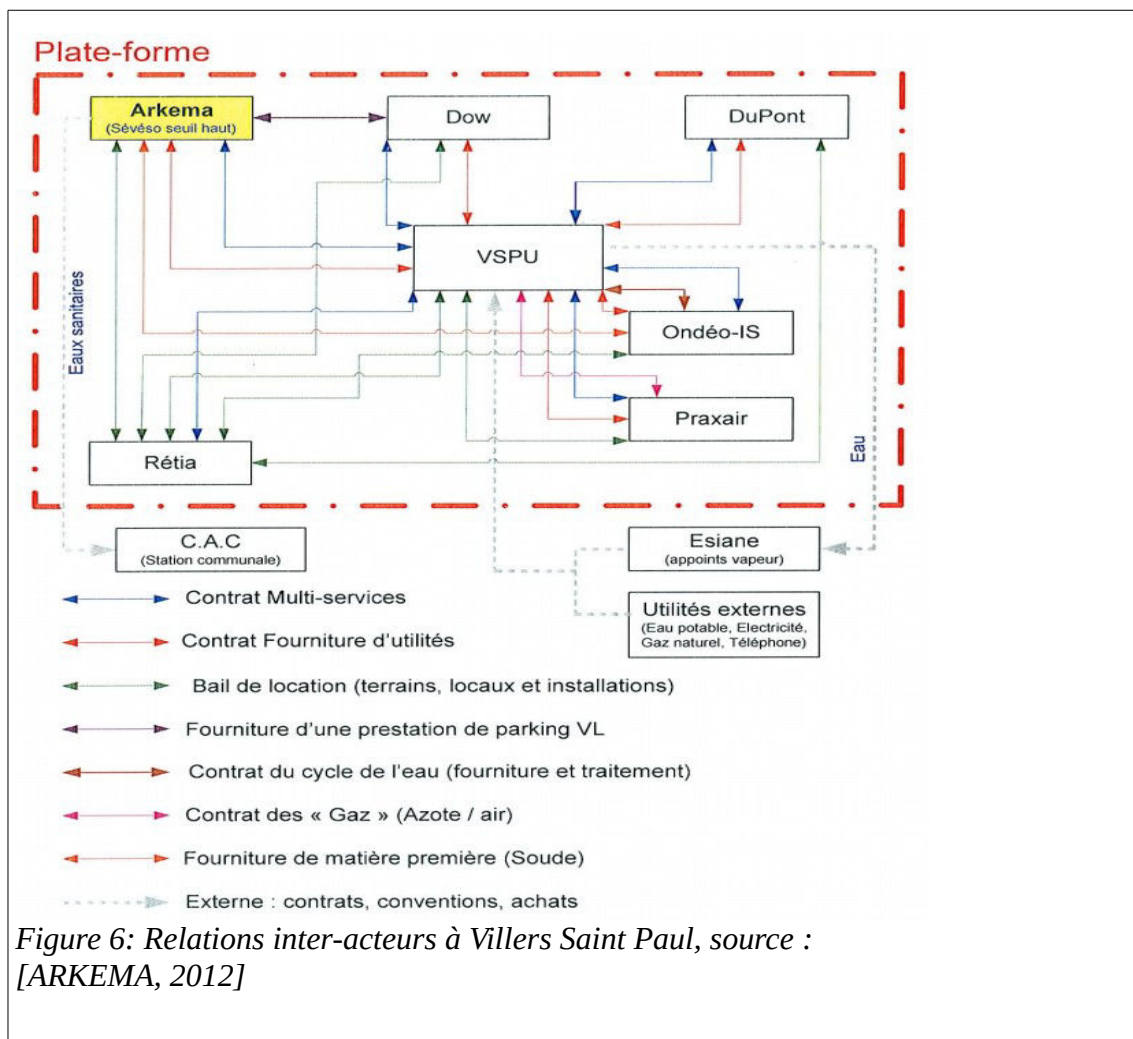 Plate-forme
Arkema
(Sévéso seuil haut)
Dow
DuPont
VSPU
Eaux sanitaires
Ondéo-IS
Praxair
Eau
Rétia
C.A.C
(Station communale)
Esiane
(appoints vapeur)
Utilités externes
(Eau potable, Electricité,
Gaz naturel, Téléphone)
Contrat Multi-services
Contrat Fourniture d'utilités
Bail de location (terrains, locaux et installations)
Fourniture d'une prestation de parking VL
Contrat du cycle de l'eau (fourniture et traitement)
Contrat des « Gaz » (Azote / air)
Fourniture de matière première (Soude)
Externe : contrats, conventions, achats
Figure 6: Relations inter-acteurs à Villers Saint Paul, source :
[ARKEMA, 2012]